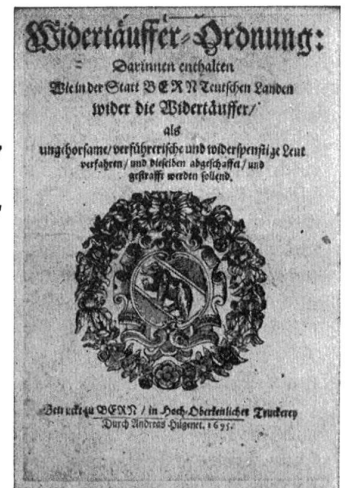 Widertäuffer-Ordnung:
Darinnen enthalten
Wie in der Statt BERN Teutschen Landen
wider die Widertäuffer/
als
ungehorsame/verführerische und widerspenstige Leut
verfahren/und dieselben abgeschaffet/und
gestrafft werden sollend.
Getruckt zu BERN/in Hoch-Oberkeitlicher Truckerey
Durch Andreas Hügenet. 1695.